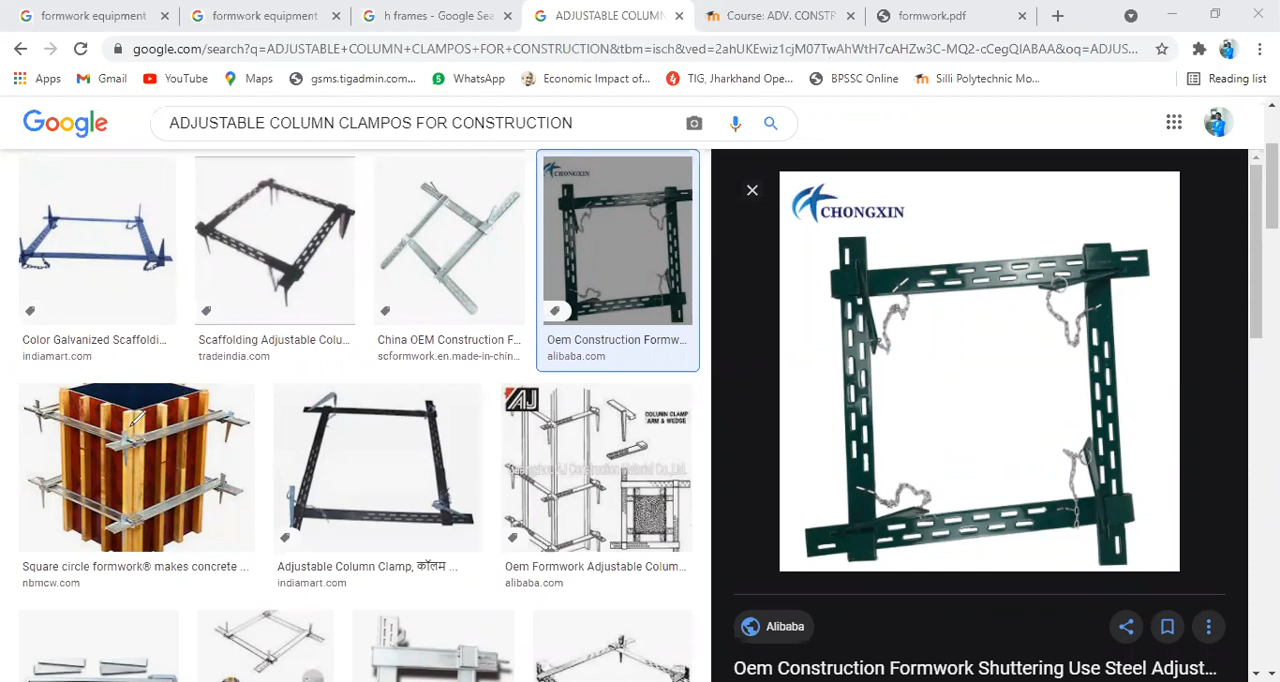 formwork equipment
formwork equipment
h frames - Google Sea
ADJUSTABLE COLUMN
Course: ADV. CONSTR
formwork.pdf
google.com/search?q=ADJUSTABLE+COLUMN+CLAMPOS+FOR+CONSTRUCTION&tbm=isch&ved=2ahUKEwiz1cjM07TwAhWtH7cAHZw3C-MQ2-cCegQIABAA&oq=ADJUS...
Apps
Gmail
YouTube
Maps
gsms.tigadmin.com...
WhatsApp
Economic Impact of...
TIG, Jharkhand Ope...
BPSSC Online
Silli Polytechnic Mo...
Reading list
Google
ADJUSTABLE COLUMN CLAMPOS FOR CONSTRUCTION
CHONGXIN
CHONGXIN
Color Galvanized Scaffoldi...
indiamart.com
Scaffolding Adjustable Colu...
tradeindia.com
China OEM Construction F...
scformwork.en.made-in-chin...
Oem Construction Formw...
alibaba.com
AJ
COLUMN CLAMP
ARM & WEDGE
Square circle formwork® makes concrete ...
nbmcw.com
Adjustable Column Clamp, कॉलम ...
indiamart.com
Oem Formwork Adjustable Colum...
alibaba.com
Alibaba
Oem Construction Formwork Shuttering Use Steel Adjust...